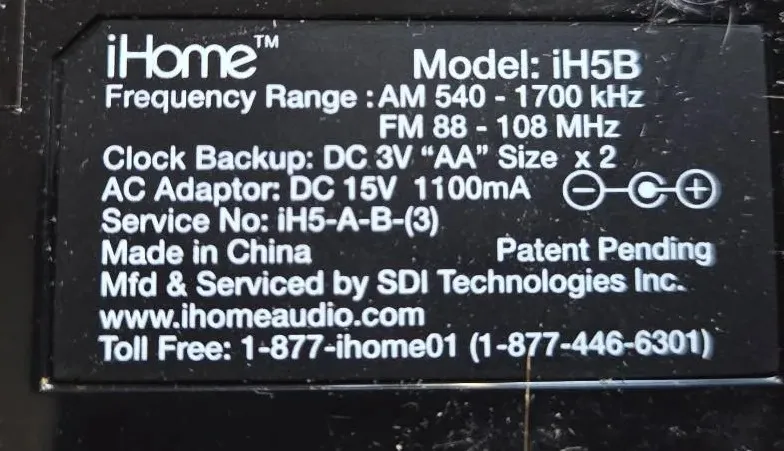 iHome™ Model: iH5B
Frequency Range : AM 540 - 1700 kHz
FM 88 - 108 MHz
Clock Backup: DC 3V “AA” Size x 2
AC Adaptor: DC 15V 1100mA
Service No: iH5-A-B-(3)
Made in China Patent Pending
Mfd & Serviced by SDI Technologies Inc.
www.ihomeaudio.com
Toll Free: 1-877-ihome01 (1-877-446-6301)